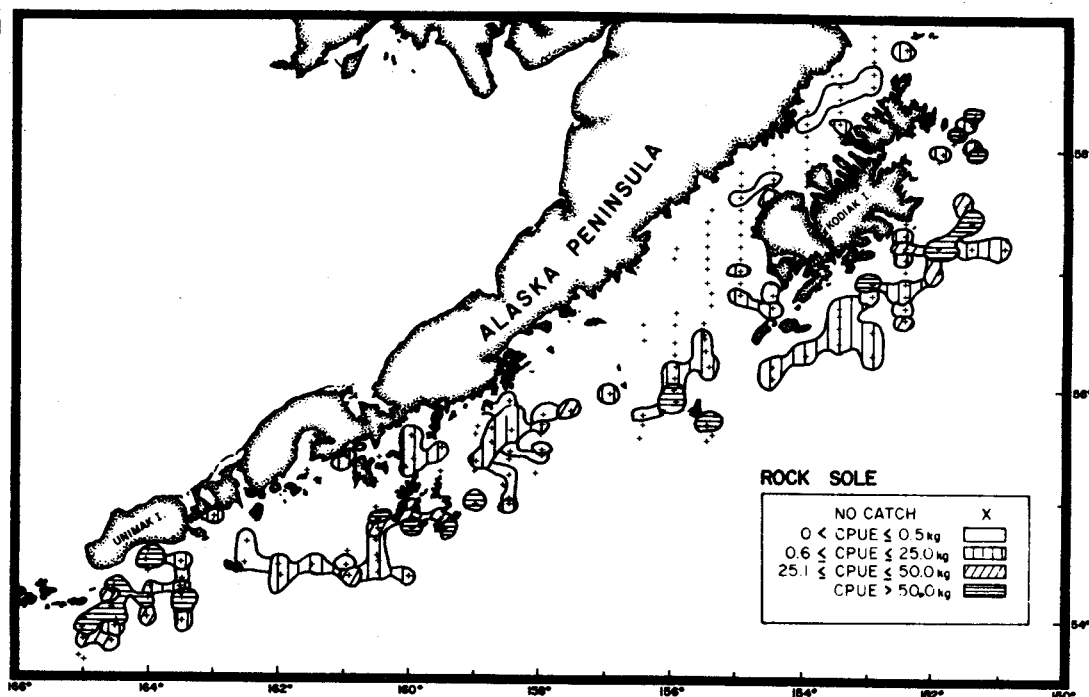 ALASKA PENINSULA
KODIAK I.
UNIMAK I.
58°
56°
54°
ROCK SOLE
NO CATCH X
0 < CPUE ≤ 0.5 kg
0.6 ≤ CPUE ≤ 25.0 kg
25.1 ≤ CPUE ≤ 50.0 kg
CPUE > 50.0 kg
166° 164° 162° 160° 158° 156° 154° 152° 150°